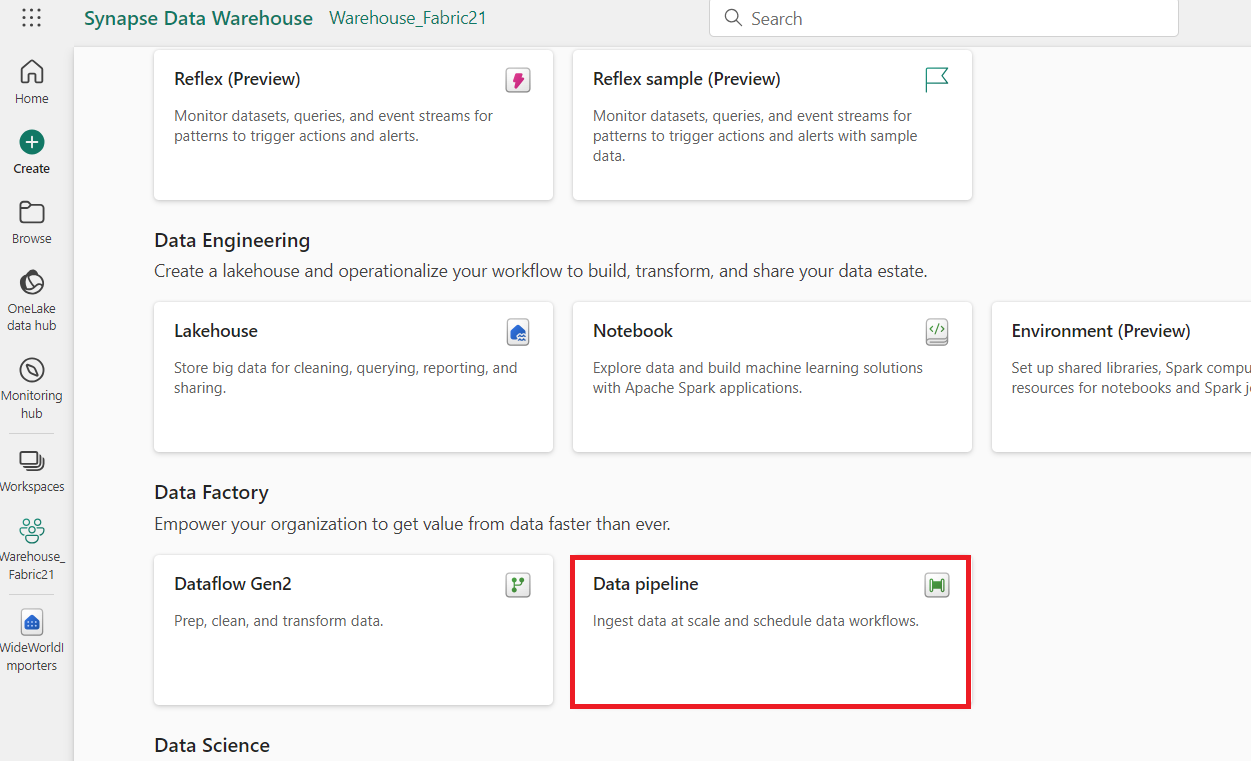 Synapse Data Warehouse Warehouse_Fabric21
Search
Home
Create
Browse
OneLake
data hub
Monitoring
hub
Workspaces
Warehouse_
Fabric21
WideWorldI
mporters
Reflex (Preview)
Monitor datasets, queries, and event streams for
patterns to trigger actions and alerts.
Reflex sample (Preview)
Monitor datasets, queries, and event streams for
patterns to trigger actions and alerts with sample
data.
Data Engineering
Create a lakehouse and operationalize your workflow to build, transform, and share your data estate.
Lakehouse
Store big data for cleaning, querying, reporting, and
sharing.
Notebook
Explore data and build machine learning solutions
with Apache Spark applications.
Environment (Preview)
Set up shared libraries, Spark compu
resources for notebooks and Spark j
Data Factory
Empower your organization to get value from data faster than ever.
Dataflow Gen2
Prep, clean, and transform data.
Data pipeline
Ingest data at scale and schedule data workflows.
Data Science